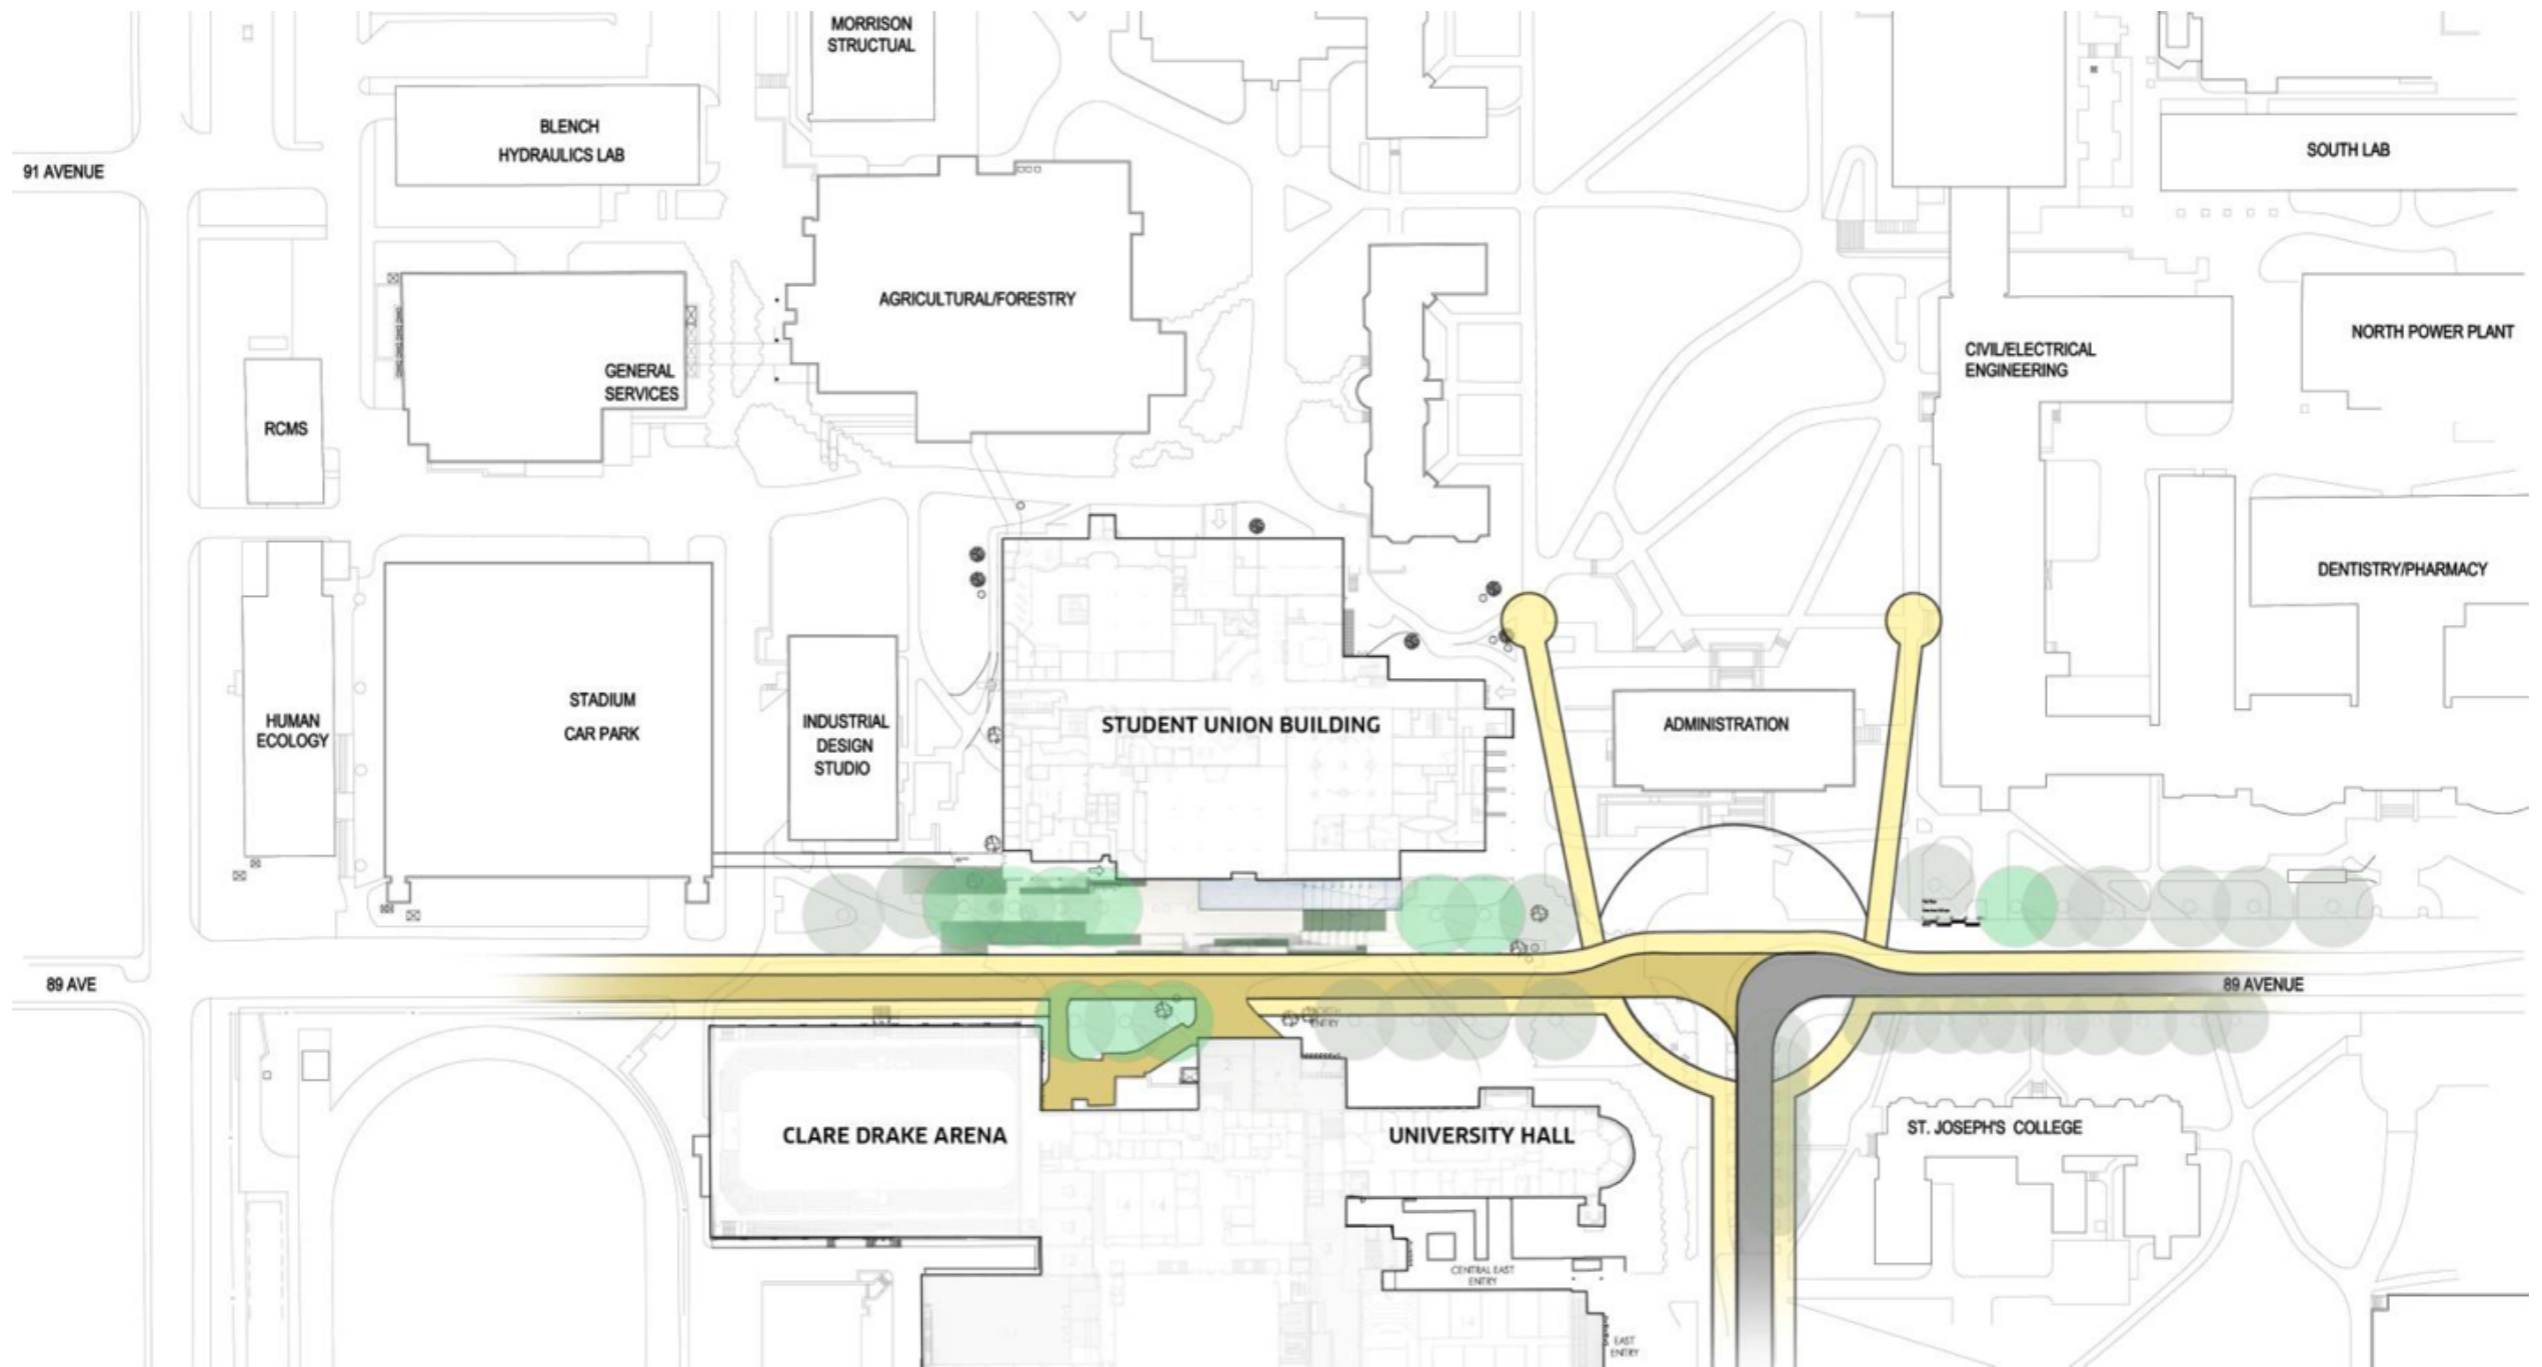 MORRISON
STRUCTUAL
BLENCH
HYDRAULICS LAB
91 AVENUE
SOUTH LAB
AGRICULTURAL/FORESTRY
NORTH POWER PLANT
CIVIL/ELECTRICAL
ENGINEERING
GENERAL
SERVICES
RCMS
DENTISTRY/PHARMACY
STADIUM
CAR PARK
HUMAN
ECOLOGY
INDUSTRIAL
DESIGN
STUDIO
STUDENT UNION BUILDING
ADMINISTRATION
89 AVE
89 AVENUE
ENTRY
CLARE DRAKE ARENA
UNIVERSITY HALL
ST. JOSEPH'S COLLEGE
CENTRAL EAST
ENTRY
EAST
ENTRY